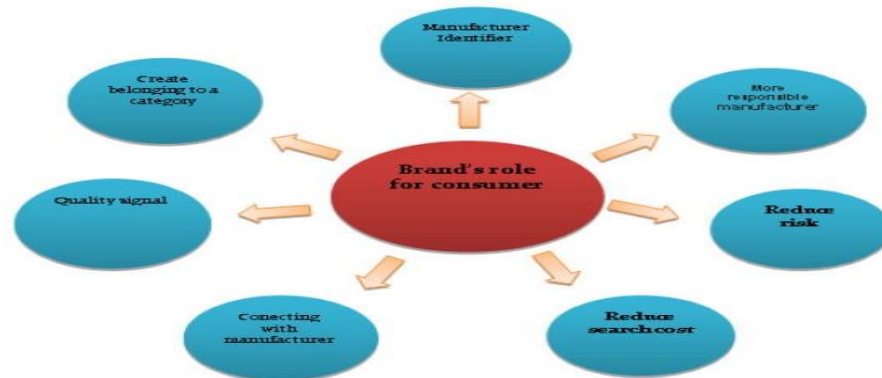 Manufacturer
Identifier
Create
belonging to a
category
More
responsible
manufacturer
Brand's role
for consumer
Quality signal
Reduce
risk
Conecting
with
manufacturer
Reduce
search cost